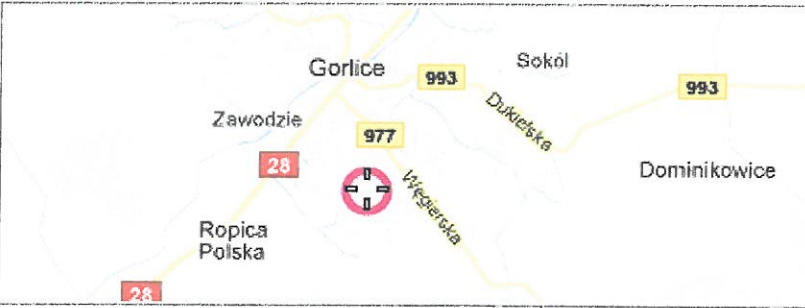 Gorlice
993
Sokół
993
Dukielska
Zawodzie
977
28
Dominikowice
Węgierska
Ropica
Polska
28